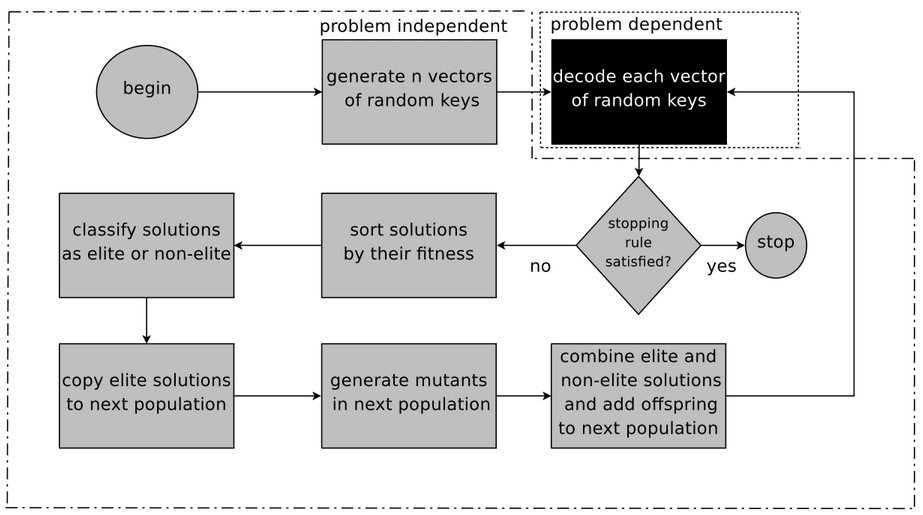 problem independent
problem dependent
begin
generate n vectors
of random keys
decode each vector
of random keys
classify solutions
as elite or non-elite
sort solutions
by their fitness
stopping
rule
satisfied?
stop
no
yes
copy elite solutions
to next population
generate mutants
in next population
combine elite and
non-elite solutions
and add offspring
to next population